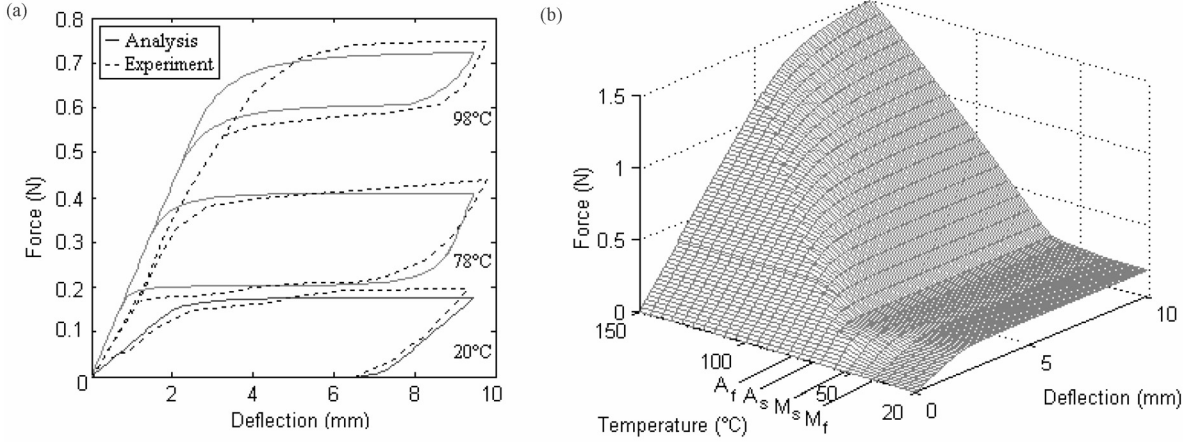 (a)
0.8
0.7
0.6
0.5
0.4
0.3
0.2
0.1
0
Force (N)
Analysis
Experiment
98°C
78°C
20°C
2
4
6
8
10
Deflection (mm)
(b)
1.5
1
0.5
0
Force (N)
150
100
50
20
A_f A_s M_s M_f
Temperature (°C)
0
5
10
Deflection (mm)